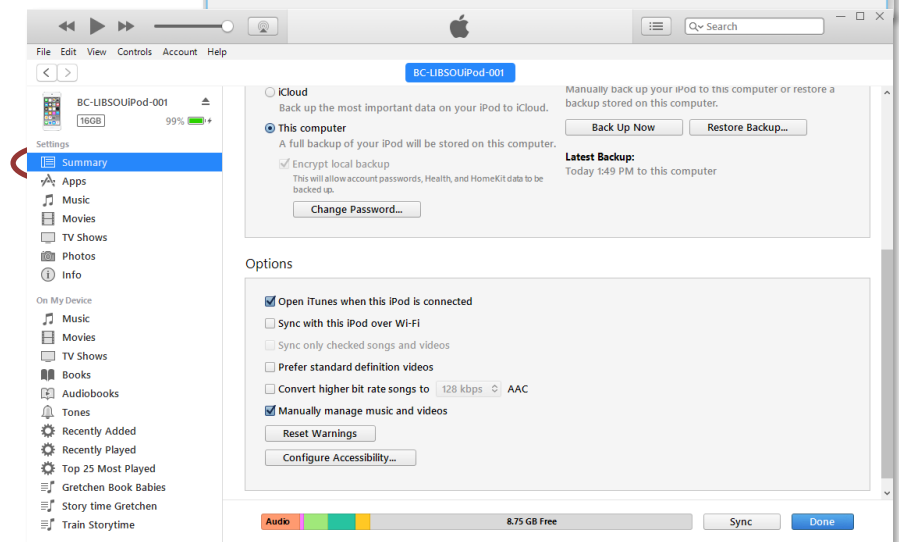 Search
File Edit View Controls Account Help
BC-LIBSOUiPod-001
BC-LIBSOUiPod-001
16GB 99%
Settings
Summary
Apps
Music
Movies
TV Shows
Photos
Info
On My Device
Music
Movies
TV Shows
Books
Audiobooks
Tones
Recently Added
Recently Played
Top 25 Most Played
Gretchen Book Babies
Story time Gretchen
Train Storytime
iCloud
Back up the most important data on your iPod to iCloud.
This computer
A full backup of your iPod will be stored on this computer.
Encrypt local backup
This will allow account passwords, Health, and HomeKit data to be
backed up.
Change Password...
Manually back up your iPod to this computer or restore a
backup stored on this computer.
Back Up Now Restore Backup...
Latest Backup:
Today 1:49 PM to this computer
Options
Open iTunes when this iPod is connected
Sync with this iPod over Wi-Fi
Sync only checked songs and videos
Prefer standard definition videos
Convert higher bit rate songs to 128 kbps AAC
Manually manage music and videos
Reset Warnings
Configure Accessibility...
Audio 8.75 GB Free Sync Done